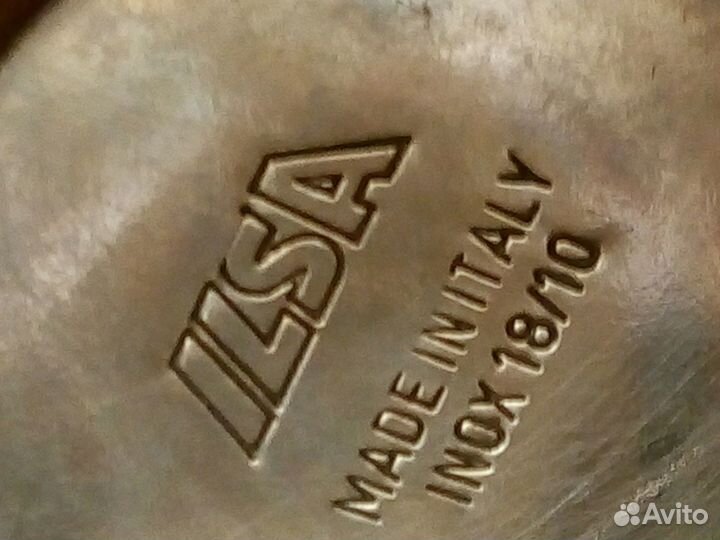 ILSA
MADE IN ITALY
INOX 18/10
Avito